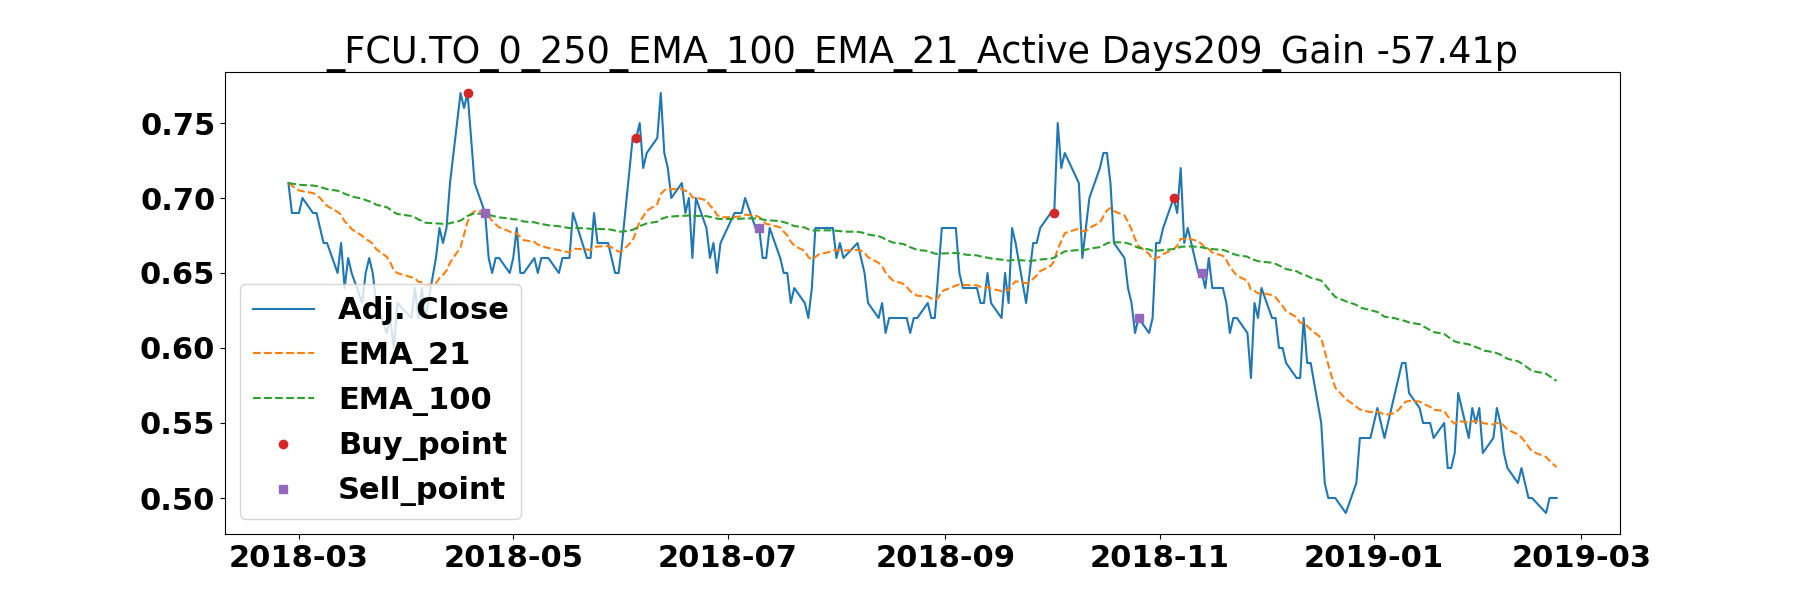 _FCU.TO_0_250_EMA_100_EMA_21_Active Days209_Gain -57.41p
0.75
0.70
0.65
0.60
0.55
0.50
Adj. Close
EMA_21
EMA_100
Buy_point
Sell_point
2018-03 2018-05 2018-07 2018-09 2018-11 2019-01 2019-03